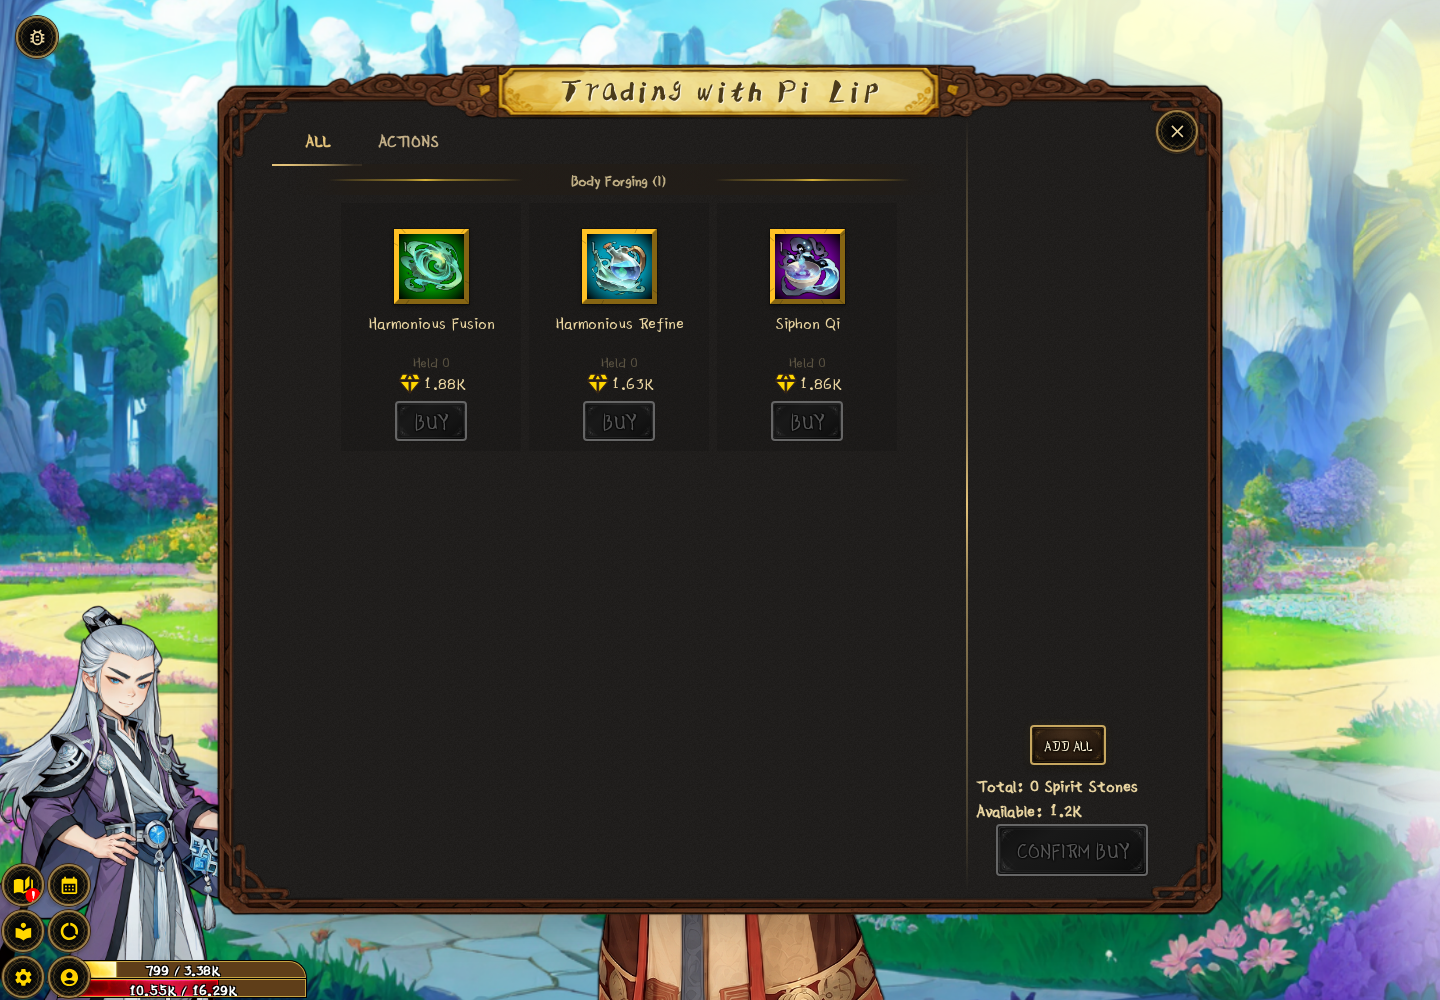 Trading with Pi Lip
ALL ACTIONS
Body Forging (1)
Harmonious Fusion Harmonious Refine Siphon Qi
Held 0 Held 0 Held 0
1.88K 1.63K 1.86K
BUY BUY BUY
ADD ALL
Total: 0 Spirit Stones
Available: 1.2K
CONFIRM BUY
799 / 3.38K
10.55K / 16.29K